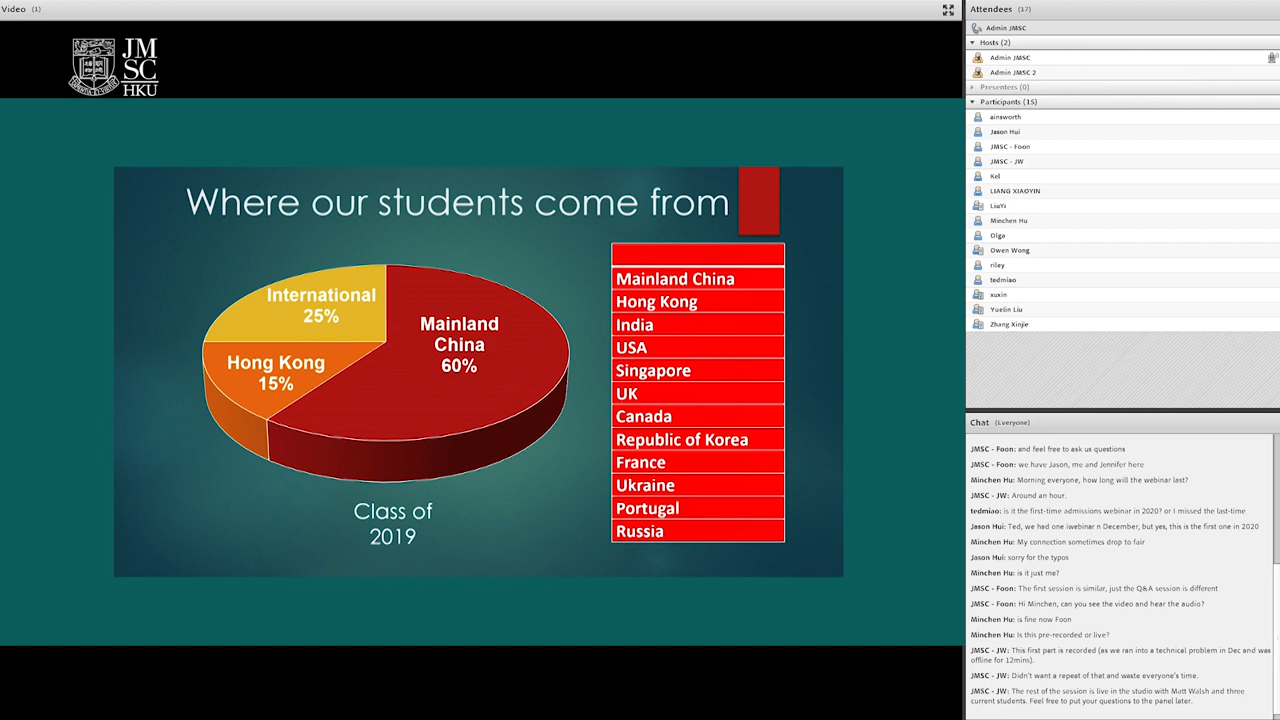 Video (1)
JM
SC
HKU
Where our students come from
International
25%
Hong Kong
15%
Mainland
China
60%
Class of
2019
Mainland China
Hong Kong
India
USA
Singapore
UK
Canada
Republic of Korea
France
Ukraine
Portugal
Russia
Attendees (17)
Admin JMSC
Hosts (2)
Admin JMSC
Admin JMSC 2
Presenters (0)
Participants (15)
ainsworth
Jason Hui
JMSC - Foon
JMSC - JW
Kel
LIANG XIAOYIN
LiuYi
Minchen Hu
Olga
Owen Wong
riley
tedmiao
xuxin
Yuelin Liu
Zhang Xinjie
Chat (Everyone)
JMSC - Foon: and feel free to ask us questions
JMSC - Foon: we have Jason, me and Jennifer here
Minchen Hu: Morning everyone, how long will the webinar last?
JMSC - JW: Around an hour.
tedmiao: is it the first-time admissions webinar in 2020? or I missed the last-time
Jason Hui: Ted, we had one iwebinar n December, but yes, this is the first one in 2020
Minchen Hu: My connection sometimes drop to fair
Jason Hui: sorry for the typos
Minchen Hu: is it just me?
JMSC - Foon: The first session is similar, just the Q&A session is different
JMSC - Foon: Hi Minchen, can you see the video and hear the audio?
Minchen Hu: is fine now Foon
Minchen Hu: Is this pre-recorded or live?
JMSC - JW: This first part is recorded (as we ran into a technical problem in Dec and was
offline for 12mins).
JMSC - JW: Didn't want a repeat of that and waste everyone's time.
JMSC - JW: The rest of the session is live in the studio with Matt Walsh and three
current students. Feel free to put your questions to the panel later.